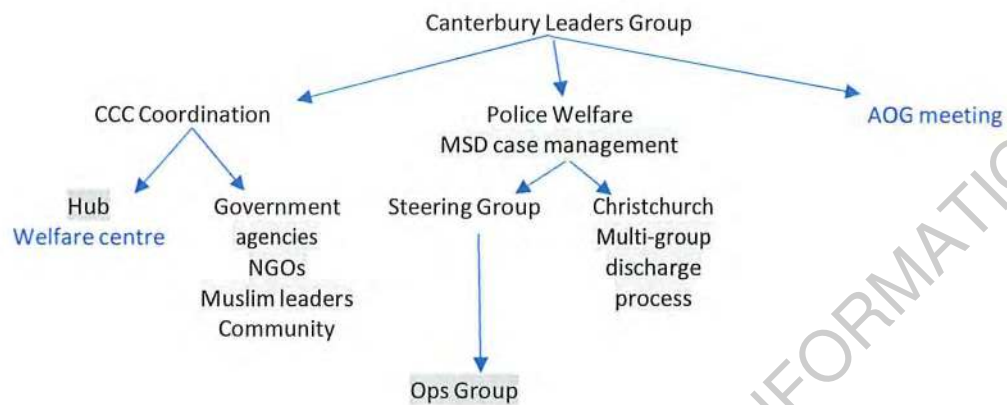 Canterbury Leaders Group
CCC Coordination
Police Welfare
MSD case management
AOG meeting
Hub
Welfare centre
Government
agencies
NGOs
Muslim leaders
Community
Steering Group
Christchurch
Multi-group
discharge
process
Ops Group